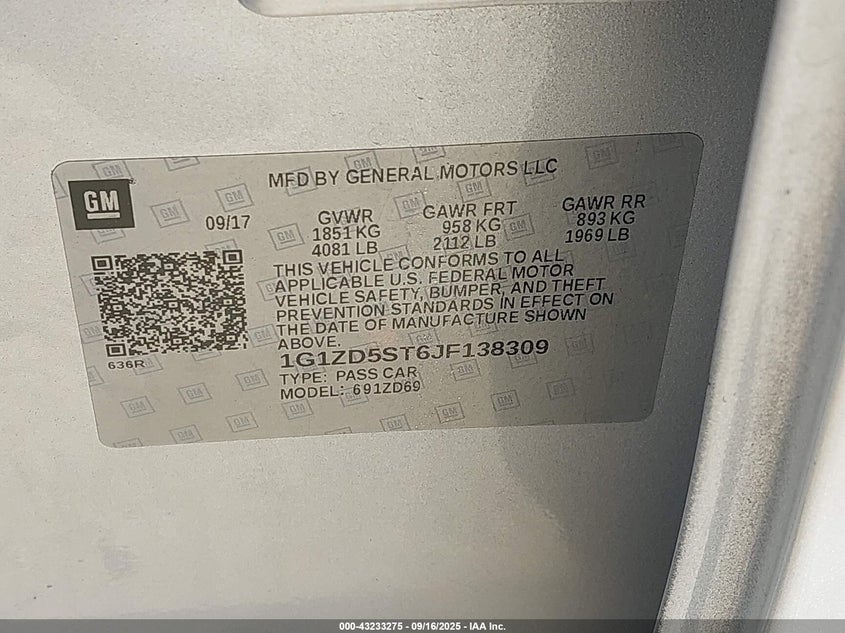 MFD BY GENERAL MOTORS LLC
GM
09/17
GVWR
1851 KG
4081 LB
GAWR FRT
958 KG
2112 LB
GAWR RR
893 KG
1969 LB
THIS VEHICLE CONFORMS TO ALL
APPLICABLE U.S. FEDERAL MOTOR
VEHICLE SAFETY, BUMPER, AND THEFT
PREVENTION STANDARDS IN EFFECT ON
THE DATE OF MANUFACTURE SHOWN
ABOVE.
636R
1G1ZD5ST6JF138309
TYPE: PASS CAR
MODEL: 691ZD69
000-43233275 - 09/16/2025 - IAA Inc.